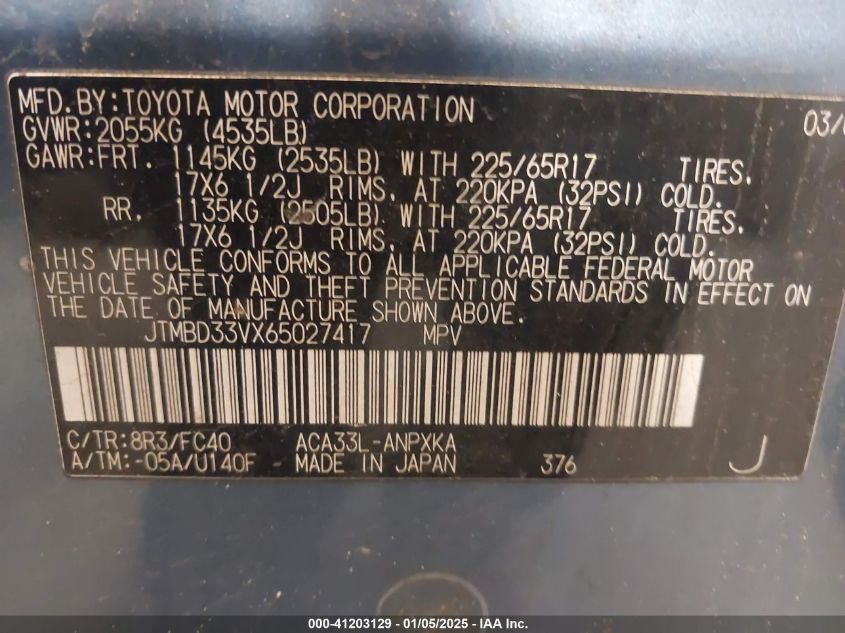 MFD.BY:TOYOTA MOTOR CORPORATION 03/
GVWR:2055KG (4535LB)
GAWR:FRT. 1145KG (2535LB) WITH 225/65R17 TIRES,
17X6 1/2J RIMS, AT 220KPA (32PSI) COLD.
RR. 1135KG (2505LB) WITH 225/65R17 TIRES,
17X6 1/2J RIMS, AT 220KPA (32PSI) COLD.
THIS VEHICLE CONFORMS TO ALL APPLICABLE FEDERAL MOTOR
VEHICLE SAFETY AND THEFT PREVENTION STANDARDS IN EFFECT ON
THE DATE OF MANUFACTURE SHOWN ABOVE.
JTMBD33VX65027417 MPV
C/TR:8R3/FC40 ACA33L-ANPXKA
A/TM:-05A/U140F MADE IN JAPAN 376 J
000-41203129 - 01/05/2025 - IAA Inc.